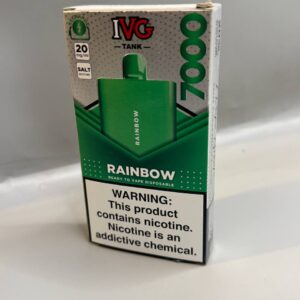 IVG
TANK
20
SALT
7000
RAINBOW
RAINBOW
READY TO VAPE DISPOSABLE
WARNING:
This product
contains nicotine.
Nicotine is an
addictive chemical.